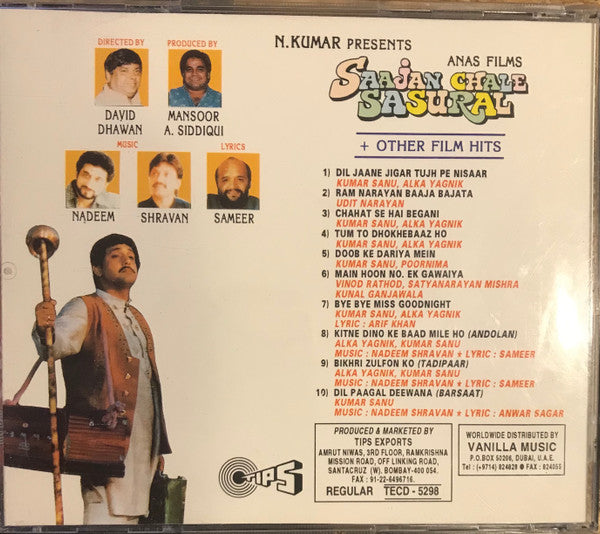 N.KUMAR PRESENTS
ANAS FILMS
SAAJAN CHALE
SASURAL
+ OTHER FILM HITS
DIRECTED BY
PRODUCED BY
DAVID
DHAWAN
MANSOOR
A. SIDDIQUI
MUSIC
LYRICS
NADEEM
SHRAVAN
SAMEER
1) DIL JAANE JIGAR TUJH PE NISAAR
KUMAR SANU, ALKA YAGNIK
2) RAM NARAYAN BAAJA BAJATA
UDIT NARAYAN
3) CHAHAT SE HAI BEGANI
KUMAR SANU, ALKA YAGNIK
4) TUM TO DHOKHEBAAZ HO
KUMAR SANU, ALKA YAGNIK
5) DOOB KE DARIYA MEIN
KUMAR SANU, POORNIMA
6) MAIN HOON NO. EK GAWAIYA
VINOD RATHOD, SATYANARAYAN MISHRA
KUNAL GANJAWALA
7) BYE BYE MISS GOODNIGHT
KUMAR SANU, ALKA YAGNIK
LYRIC : ARIF KHAN
8) KITNE DINO KE BAAD MILE HO (ANDOLAN)
ALKA YAGNIK, KUMAR SANU
MUSIC : NADEEM SHRAVAN ★ LYRIC : SAMEER
9) BIKHRI ZULFON KO (TADIPAAR)
ALKA YAGNIK, KUMAR SANU
MUSIC : NADEEM SHRAVAN ★ LYRIC : SAMEER
10) DIL PAAGAL DEEWANA (BARSAAT)
KUMAR SANU
MUSIC : NADEEM SHRAVAN ★ LYRIC : ANWAR SAGAR
PRODUCED & MARKETED BY
TIPS EXPORTS
AMRUT NIWAS, 3RD FLOOR, RAMKRISHNA
MISSION ROAD, OFF LINKING ROAD,
SANTACRUZ (W). BOMBAY-400 054.
FAX : 91-22-6496716.
REGULAR TECD - 5298
WORLDWIDE DISTRIBUTED BY
VANILLA MUSIC
P.O.BOX 50206, DUBAI, U.A.E.
Tel : (+9714) 824029 ● FAX : 824055
TIPS